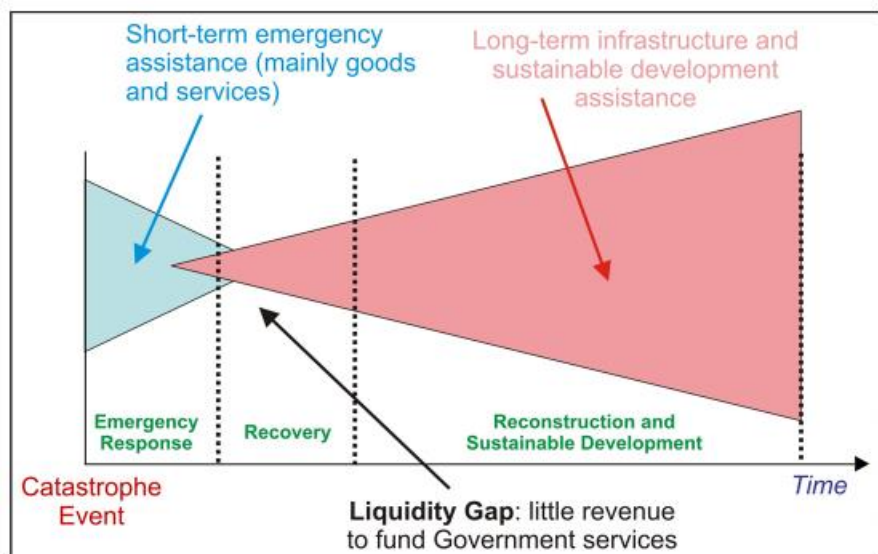 Short-term emergency
assistance (mainly goods
and services)
Long-term infrastructure and
sustainable development
assistance
Emergency
Response
Recovery
Reconstruction and
Sustainable Development
Catastrophe
Event
Time
Liquidity Gap: little revenue
to fund Government services